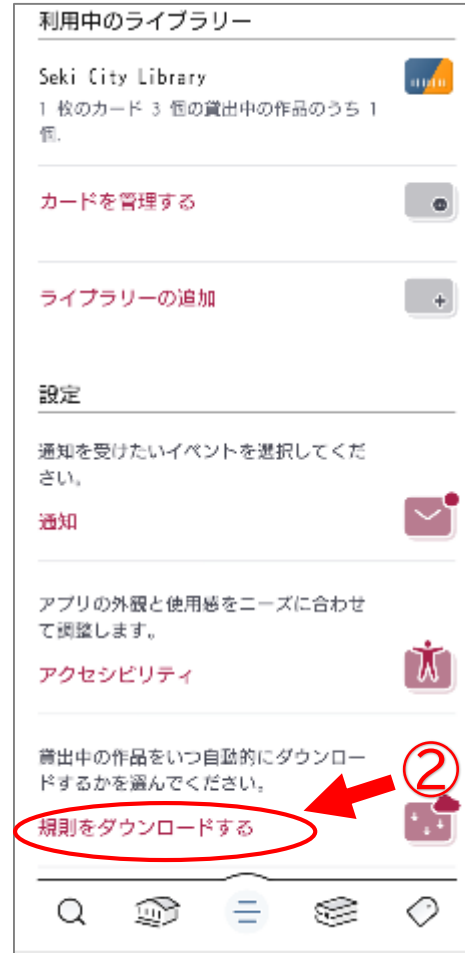 利用中のライブラリー
Seki City Library
1 枚のカード 3 個の貸出中の作品のうち 1
個.
カードを管理する
ライブラリーの追加
設定
通知を受けたいイベントを選択してくだ
さい。
通知
アプリの外観と使用感をニーズに合わせ
て調整します。
アクセシビリティ
貸出中の作品をいつ自動的にダウンロー
ドするかを選んでください。
②
規則をダウンロードする